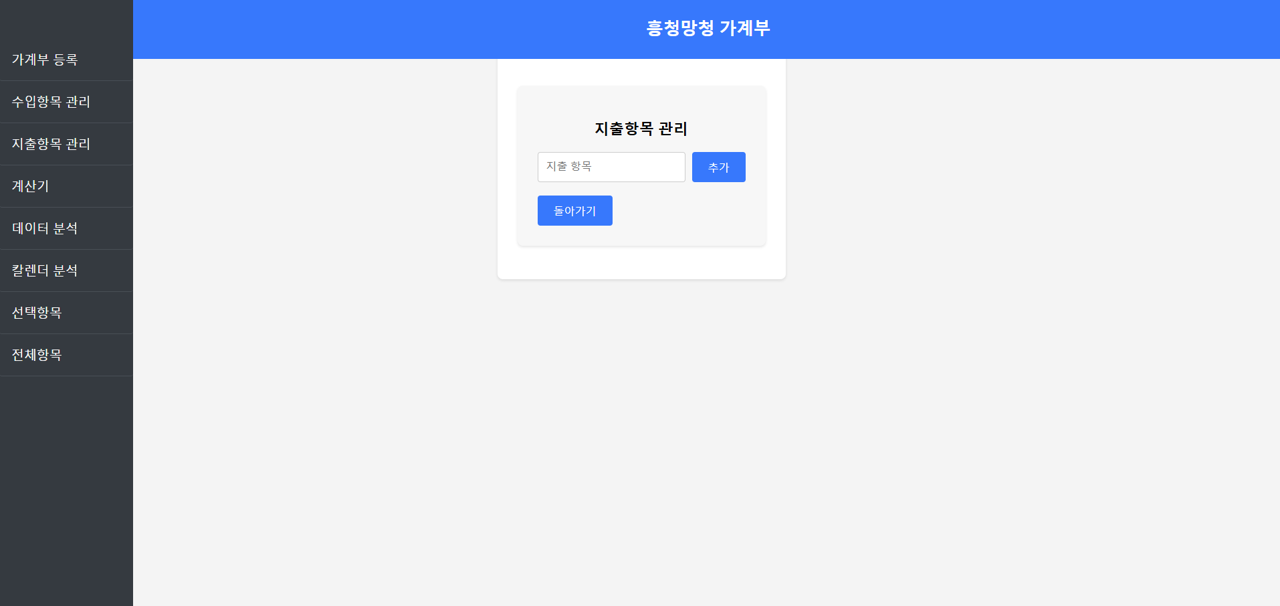 흥청망청 가계부
가계부 등록
수입항목 관리
지출항목 관리
계산기
데이터 분석
칼렌더 분석
선택항목
전체항목
지출항목 관리
지출 항목
추가
돌아가기